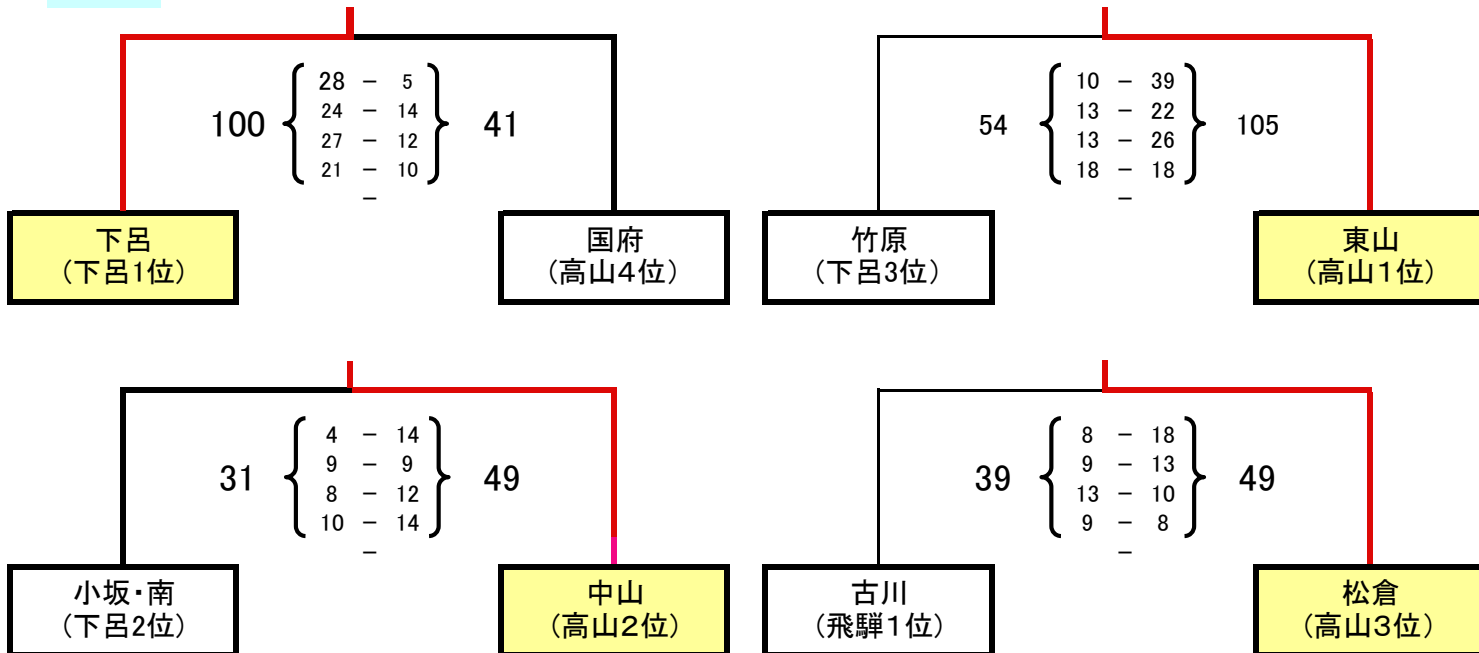 100 28 － 5 41
24 － 14
27 － 12
21 － 10
－
下呂
（下呂1位）
国府
（高山４位）
54 10 － 39 105
13 － 22
13 － 26
18 － 18
－
竹原
（下呂3位）
東山
（高山１位）
31 4 － 14 49
9 － 9
8 － 12
10 － 14
－
小坂・南
（下呂2位）
中山
（高山２位）
39 8 － 18 49
9 － 13
13 － 10
9 － 8
－
古川
（飛騨１位）
松倉
（高山３位）